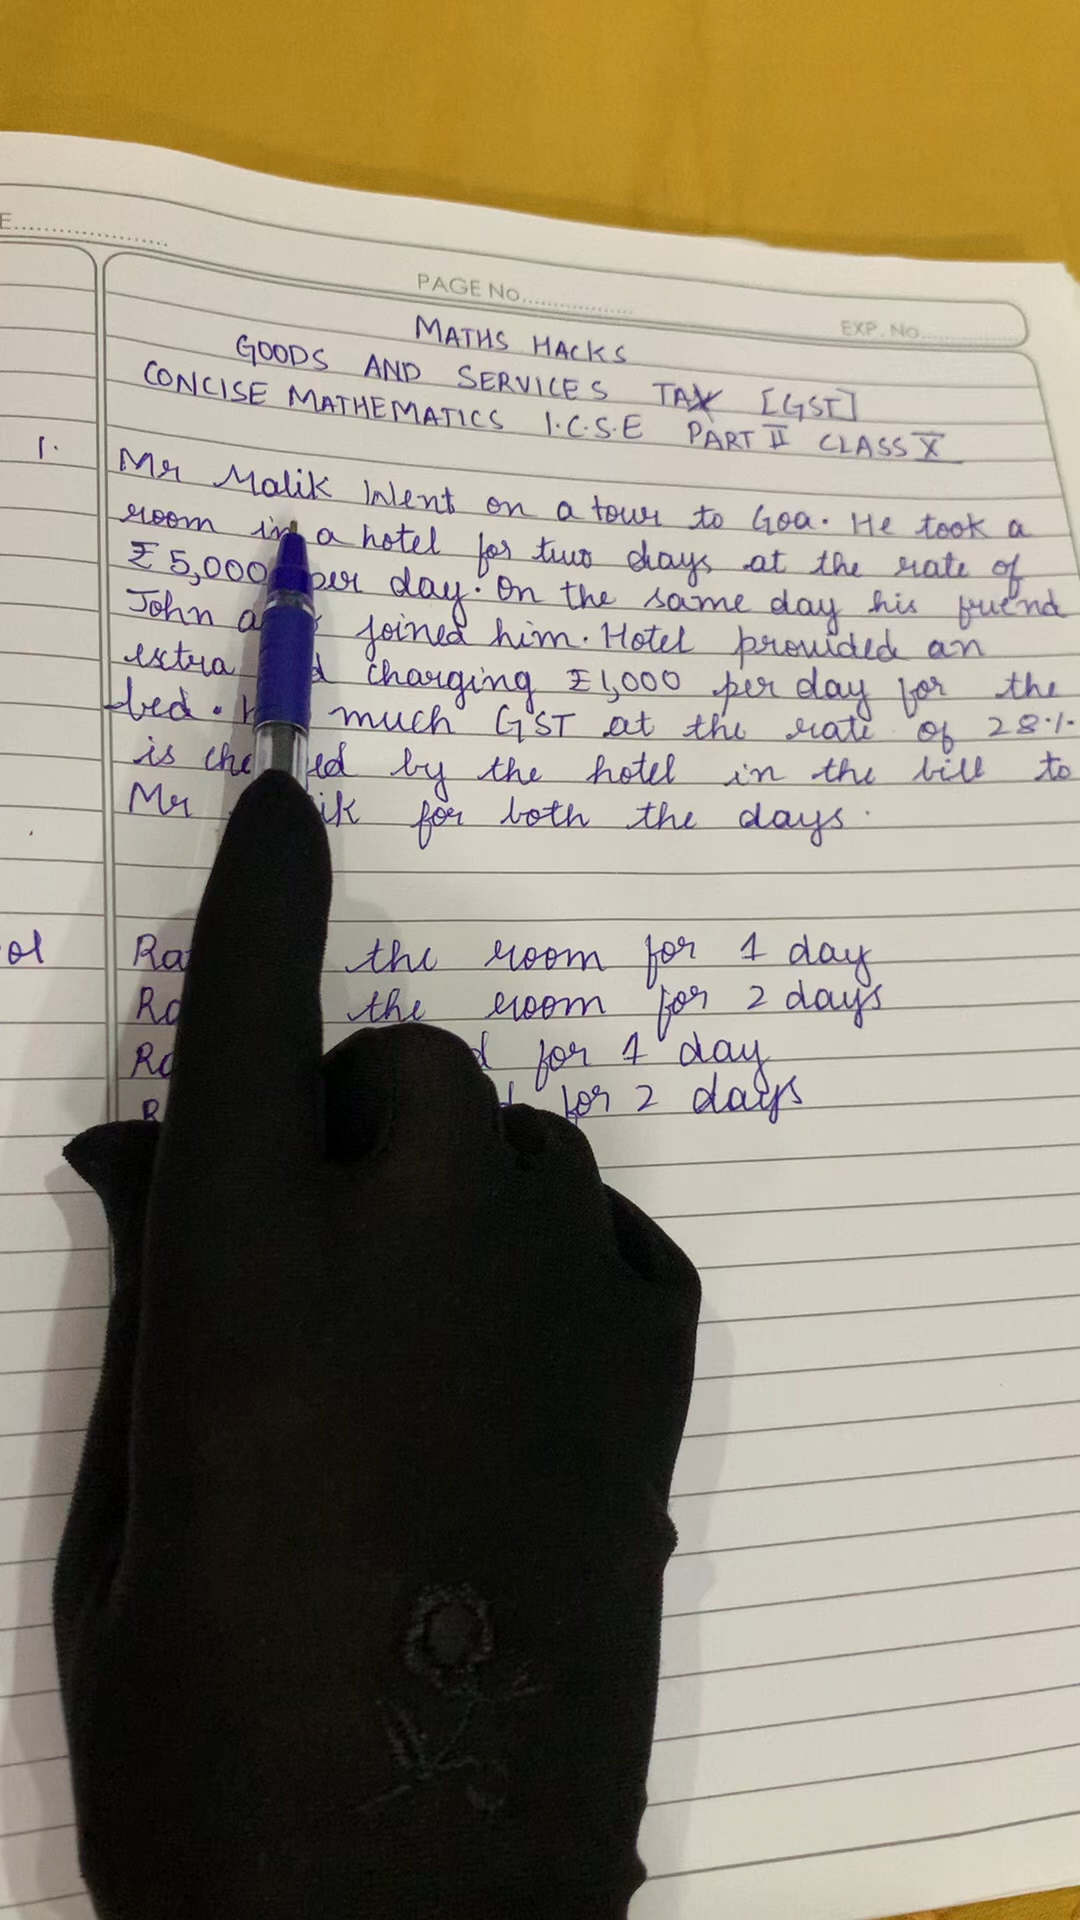 E..............
PAGE No...............
EXP. No............
MATHS HACKS
GOODS AND SERVICES TAX [GST]
CONCISE MATHEMATICS I.C.S.E PART II CLASS X
1. Mr Malik Went on a tour to Goa. He took a
room in a hotel for two days at the rate of
₹ 5,000 per day. On the same day his friend
John joined him. Hotel provided an
extra charging ₹1,000 per day for the
bed. much GST at the rate of 28%
is by the hotel in the bill to
Mr for both the days.
sol the room for 1 day
the room for 2 days
for 1 day
for 2 days